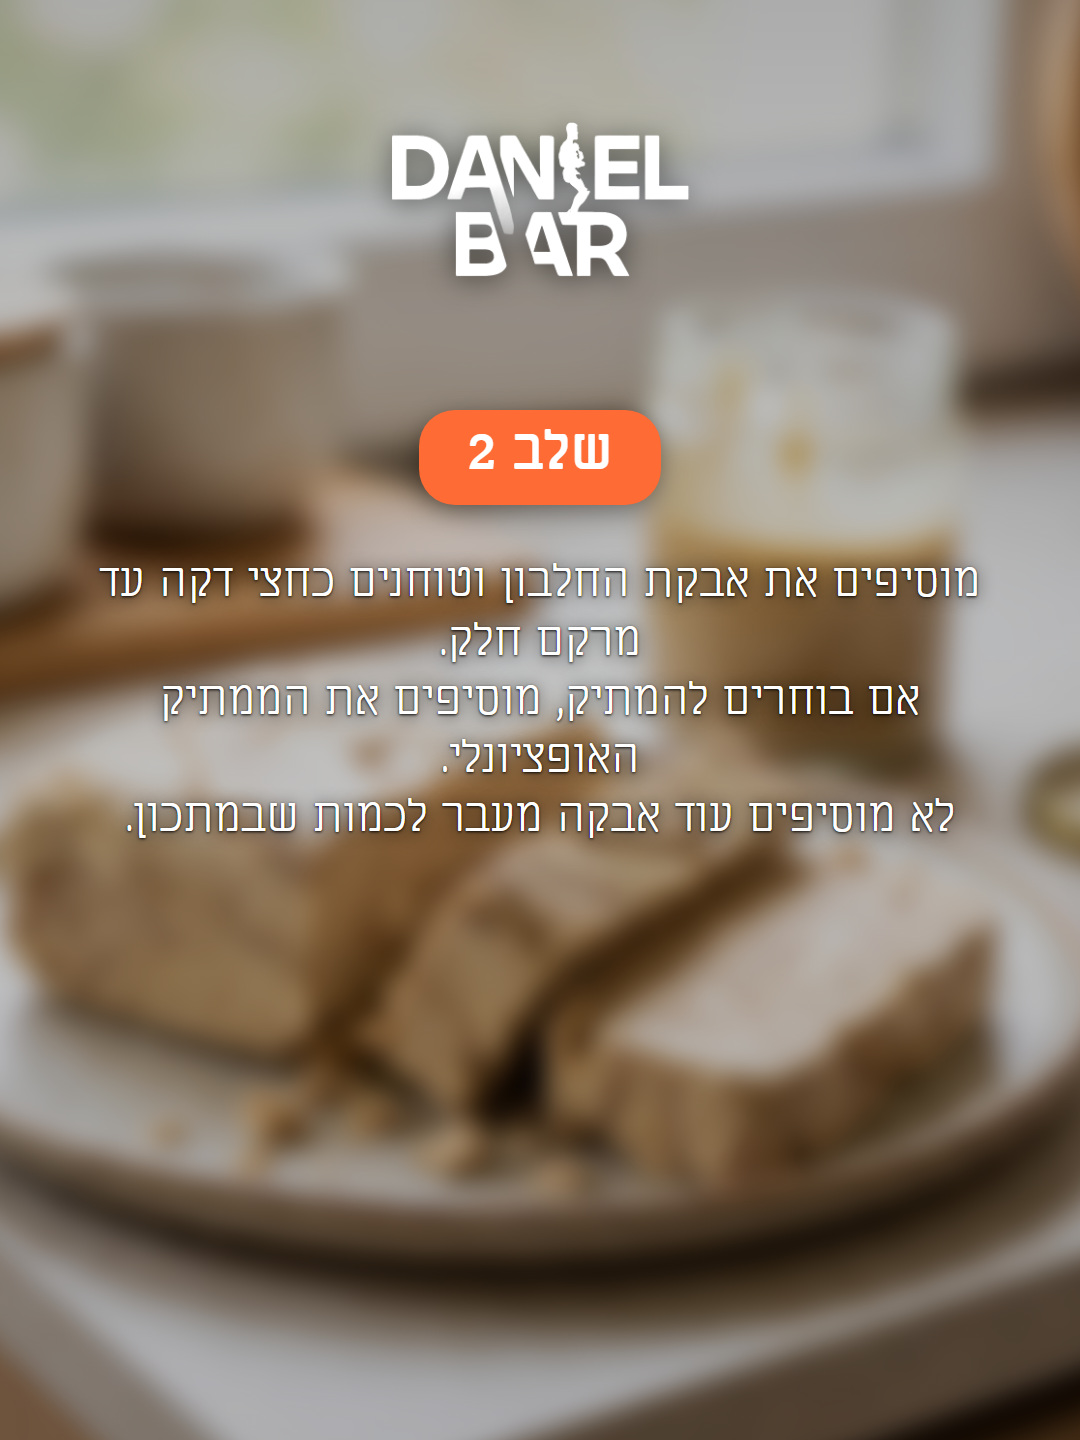 DANIEL
BAR
שלב 2
מוסיפים את אבקת החלבון וטוחנים כחצי דקה עד
מרקם חלק.
אם בוחרים להמתיק, מוסיפים את הממתיק
האופציונלי.
לא מוסיפים עוד אבקה מעבר לכמות שבמתכון.